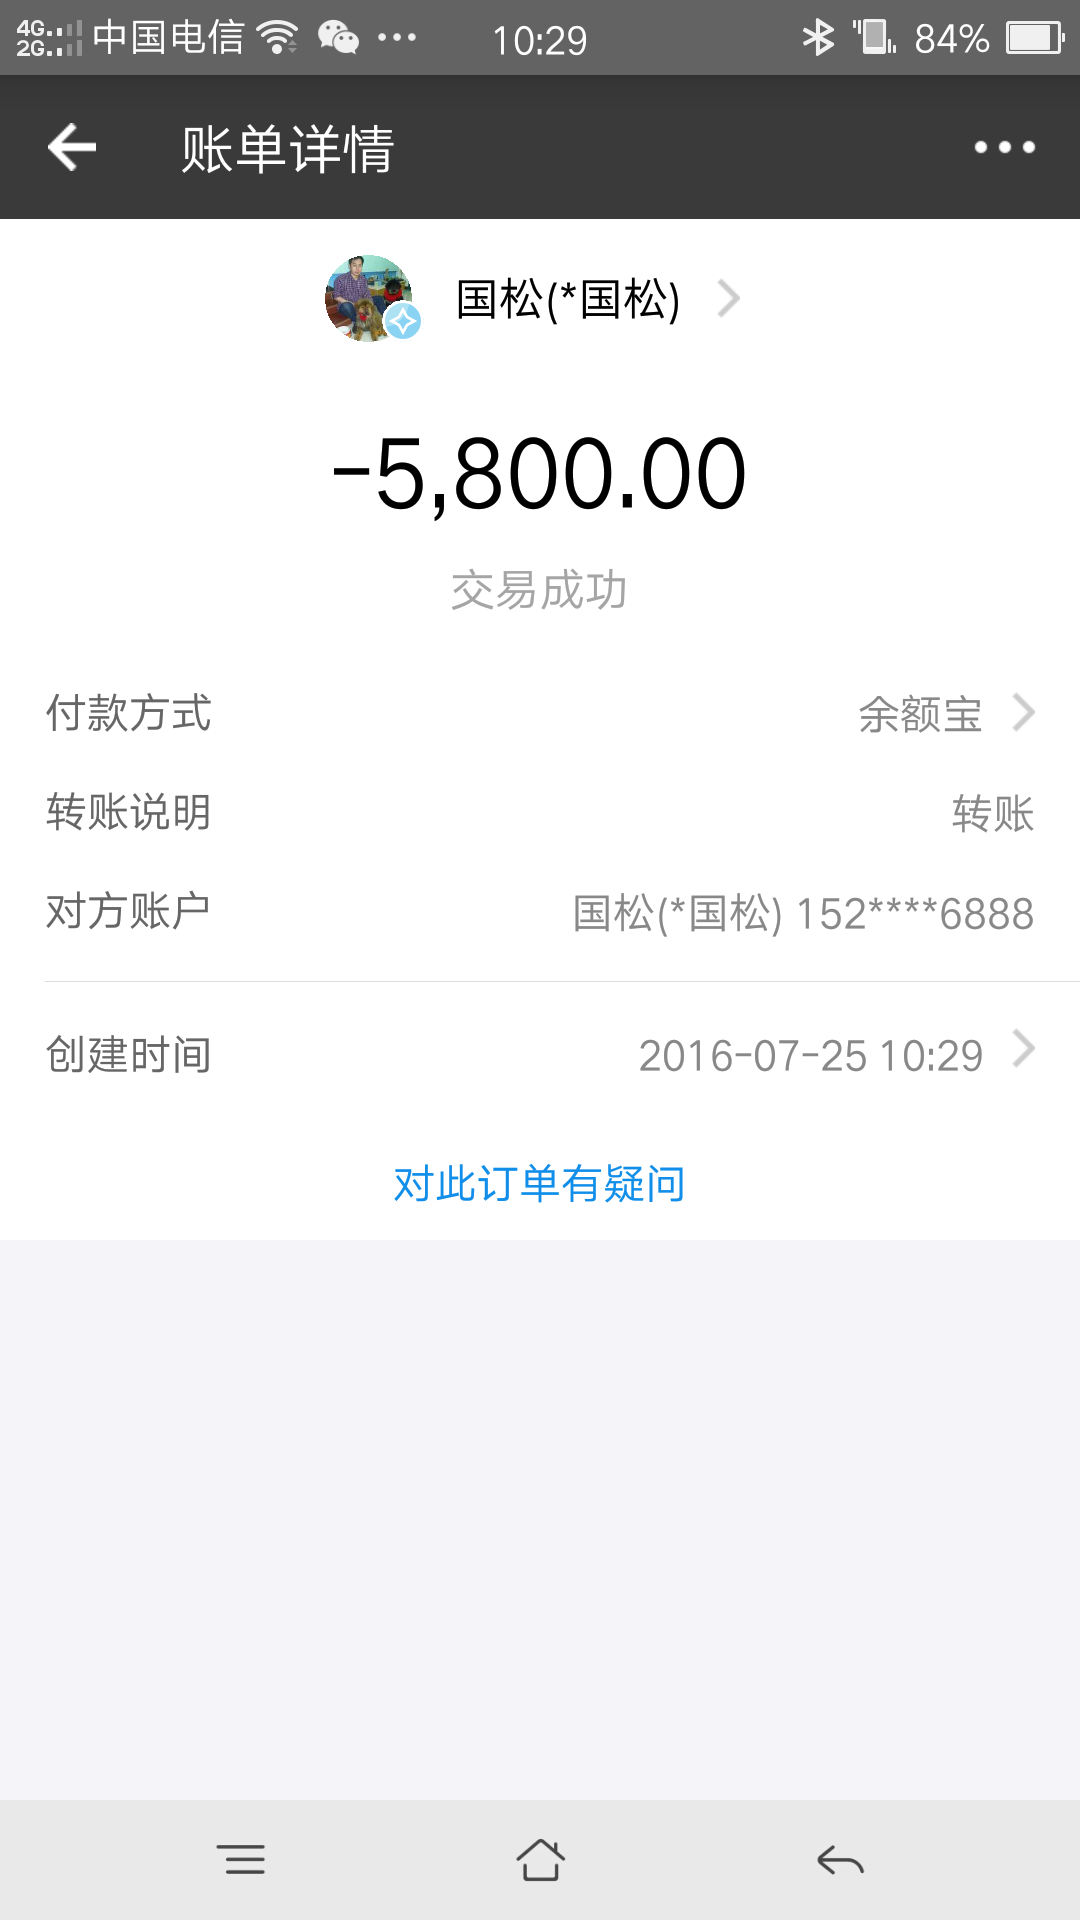 4G 2G 中国电信 10:29 84%
账单详情
国松(*国松)
-5,800.00
交易成功
付款方式 余额宝
转账说明 转账
对方账户 国松(*国松) 152****6888
创建时间 2016-07-25 10:29
对此订单有疑问